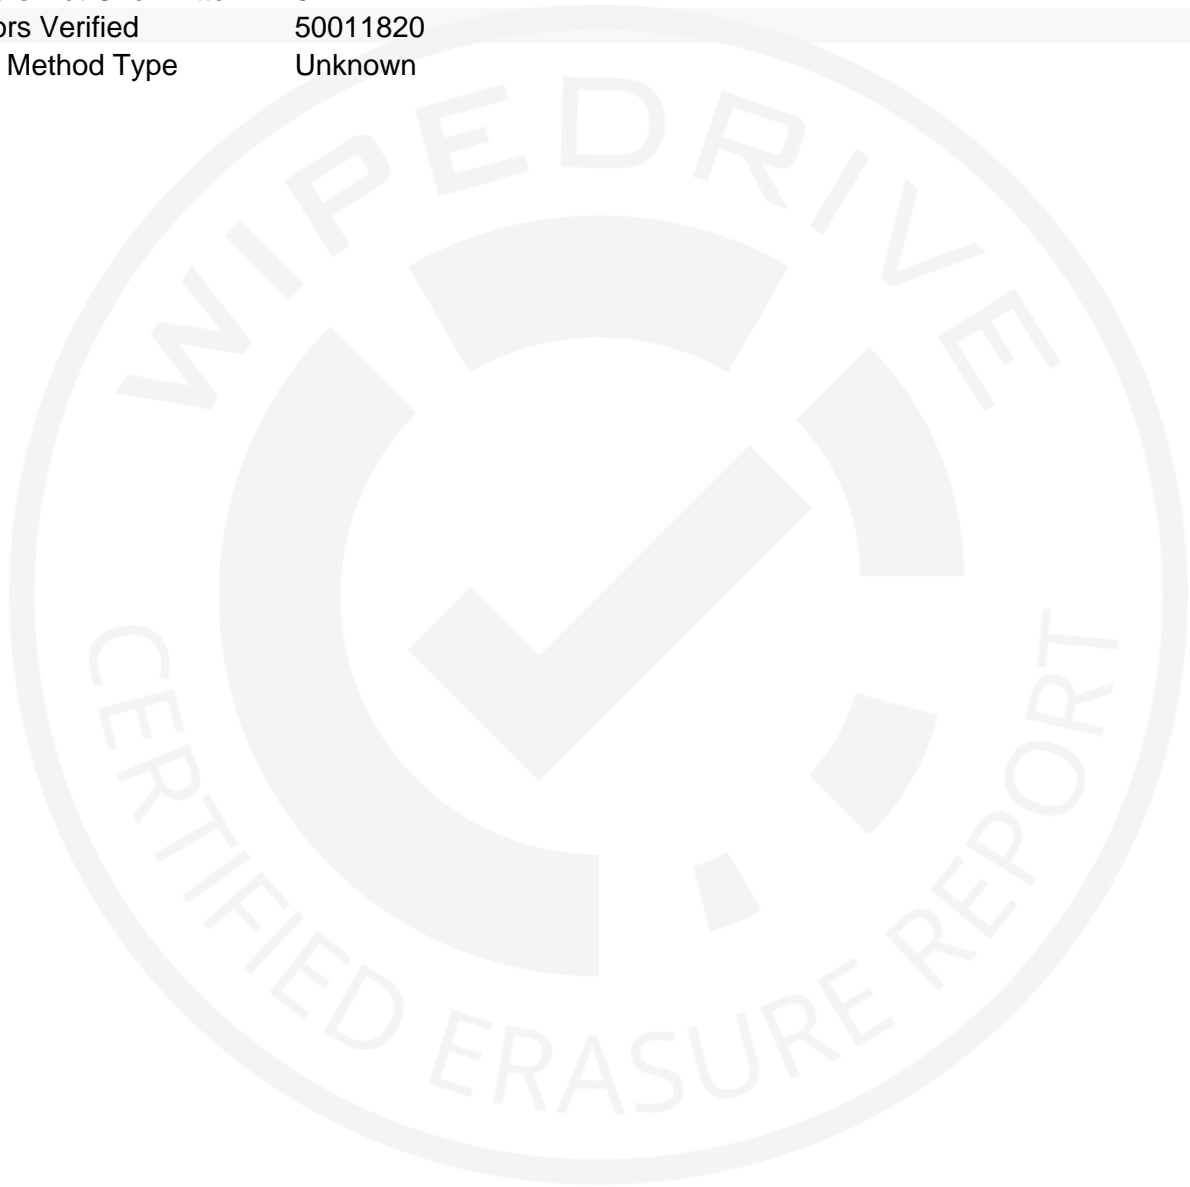 ors Verified 50011820
Method Type Unknown
WIPEDRIVE
CERTIFIED ERASURE REPORT